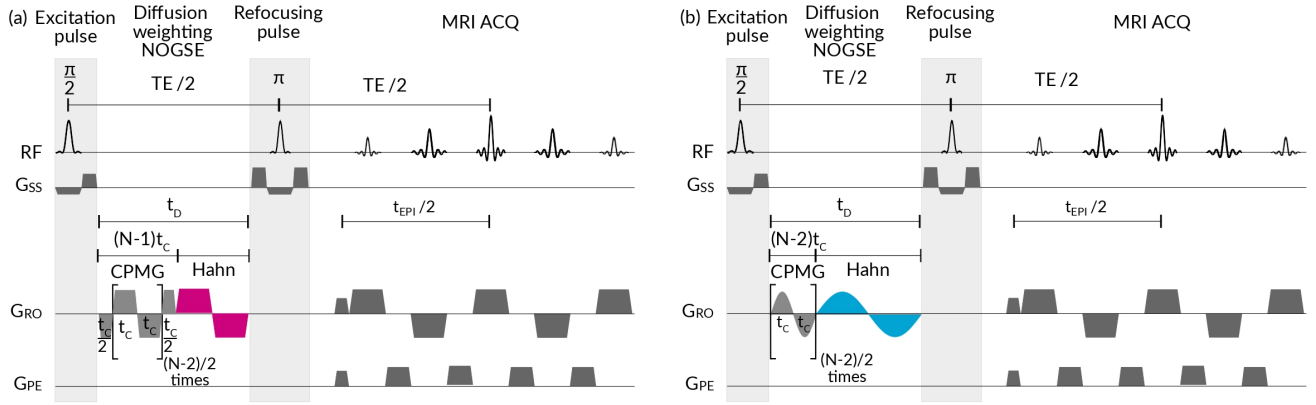 (a) Excitation pulse
Diffusion weighting NOGSE
Refocusing pulse
MRI ACQ
π/2
TE /2
π
TE /2
RF
GSS
tD
tEPI /2
(N-1)tC
CPMG
Hahn
GRO
tC/2
tC
tC
tC/2
(N-2)/2 times
GPE
(b) Excitation pulse
Diffusion weighting NOGSE
Refocusing pulse
MRI ACQ
π/2
TE /2
π
TE /2
RF
GSS
tD
tEPI /2
(N-2)tC
CPMG
Hahn
GRO
tC
tC
(N-2)/2 times
GPE